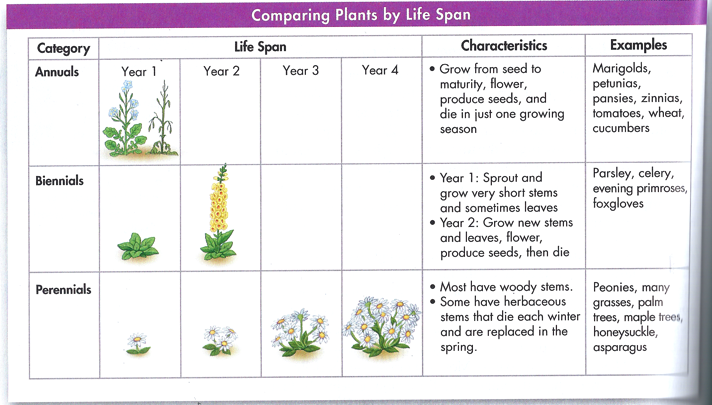 Comparing Plants by Life Span
Category Life Span Characteristics Examples
Annuals Year 1 Year 2 Year 3 Year 4
• Grow from seed to
maturity, flower,
produce seeds, and
die in just one growing
season
Marigolds,
petunias,
pansies, zinnias,
tomatoes, wheat,
cucumbers
Biennials
• Year 1: Sprout and
grow very short stems
and sometimes leaves
• Year 2: Grow new stems
and leaves, flower,
produce seeds, then die
Parsley, celery,
evening primroses,
foxgloves
Perennials
• Most have woody stems.
• Some have herbaceous
stems that die each winter
and are replaced in the
spring.
Peonies, many
grasses, palm
trees, maple trees,
honeysuckle,
asparagus